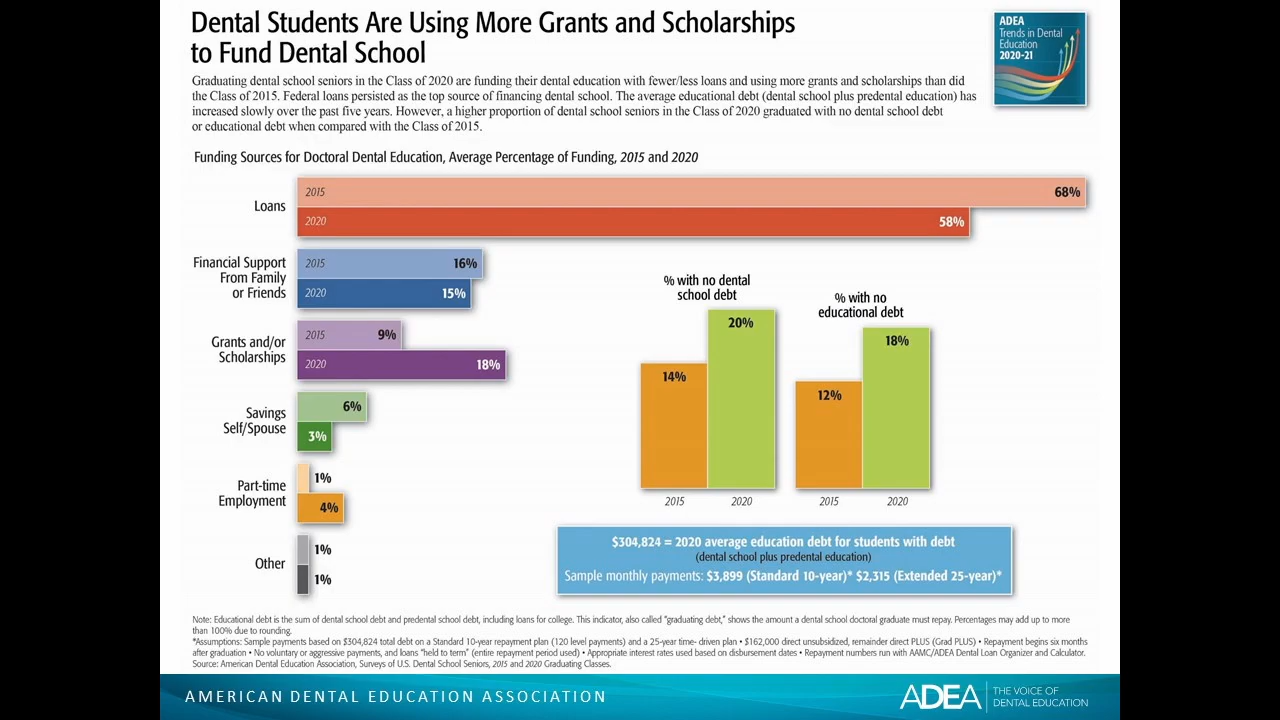 Dental Students Are Using More Grants and Scholarships
to Fund Dental School
ADEA
Trends in Dental
Education
2020-21
Graduating dental school seniors in the Class of 2020 are funding their dental education with fewer/less loans and using more grants and scholarships than did
the Class of 2015. Federal loans persisted as the top source of financing dental school. The average educational debt (dental school plus predental education) has
increased slowly over the past five years. However, a higher proportion of dental school seniors in the Class of 2020 graduated with no dental school debt
or educational debt when compared with the Class of 2015.
Funding Sources for Doctoral Dental Education, Average Percentage of Funding, 2015 and 2020
Loans
2015
68%
2020
58%
Financial Support
From Family
or Friends
2015
16%
2020
15%
Grants and/or
Scholarships
2015
9%
2020
18%
Savings
Self/Spouse
6%
3%
Part-time
Employment
1%
4%
Other
1%
1%
% with no dental
school debt
14%
20%
2015
2020
% with no
educational debt
12%
18%
2015
2020
$304,824 = 2020 average education debt for students with debt
(dental school plus predental education)
Sample monthly payments: $3,899 (Standard 10-year)* $2,315 (Extended 25-year)*
Note: Educational debt is the sum of dental school debt and predental school debt, including loans for college. This indicator, also called “graduating debt,” shows the amount a dental school doctoral graduate must repay. Percentages may add up to more
than 100% due to rounding.
*Assumptions: Sample payments based on $304,824 total debt on a Standard 10-year repayment plan (120 level payments) and a 25-year time- driven plan • $162,000 direct unsubsidized, remainder direct PLUS (Grad PLUS) • Repayment begins six months
after graduation • No voluntary or aggressive payments, and loans “held to term” (entire repayment period used) • Appropriate interest rates used based on disbursement dates • Repayment numbers run with AAMC/ADEA Dental Loan Organizer and Calculator.
Source: American Dental Education Association, Surveys of U.S. Dental School Seniors, 2015 and 2020 Graduating Classes.
AMERICAN DENTAL EDUCATION ASSOCIATION
ADEA
THE VOICE OF
DENTAL EDUCATION